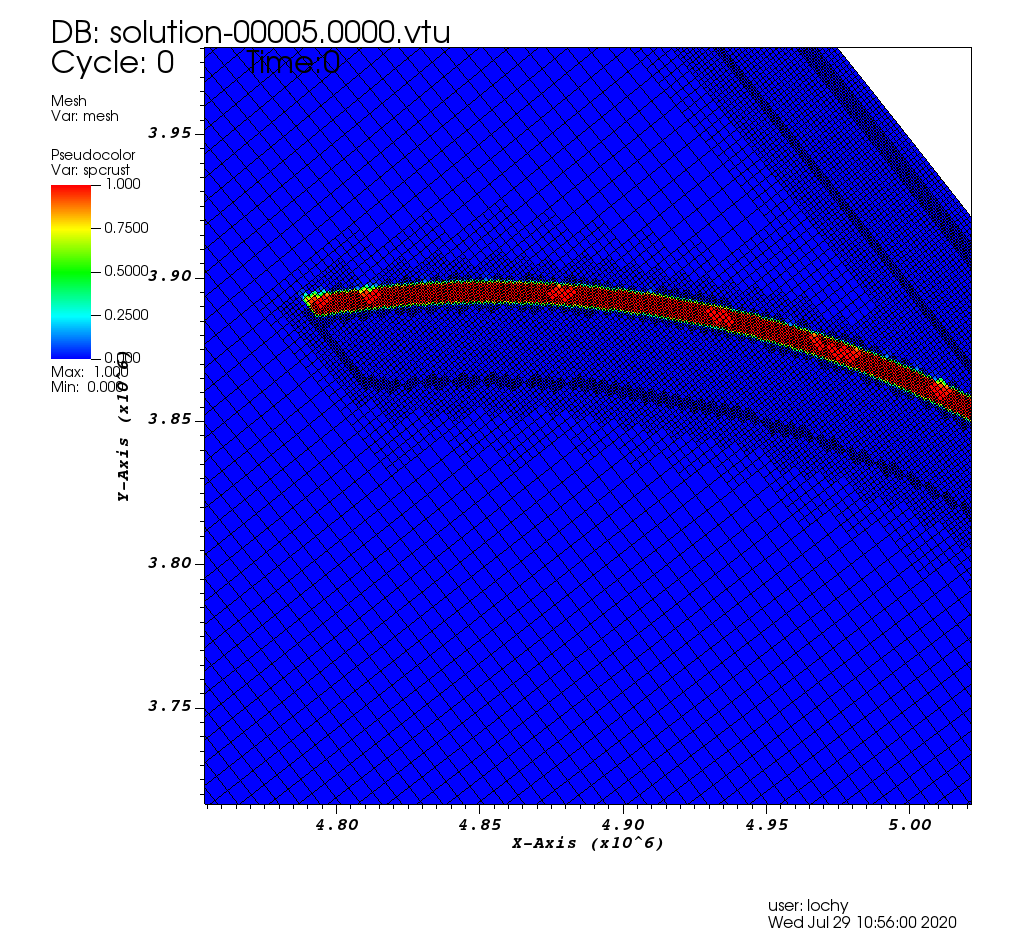 DB: solution-00005.0000.vtu
Cycle: 0 Time:0
Mesh
Var: mesh
Pseudocolor
Var: spcrust
1.000
0.7500
0.5000
0.2500
0.000
Max: 1.000
Min: 0.000
3.95
3.90
3.85
3.80
3.75
Y-Axis (x10^6)
4.80 4.85 4.90 4.95 5.00
X-Axis (x10^6)
user: lochy
Wed Jul 29 10:56:00 2020